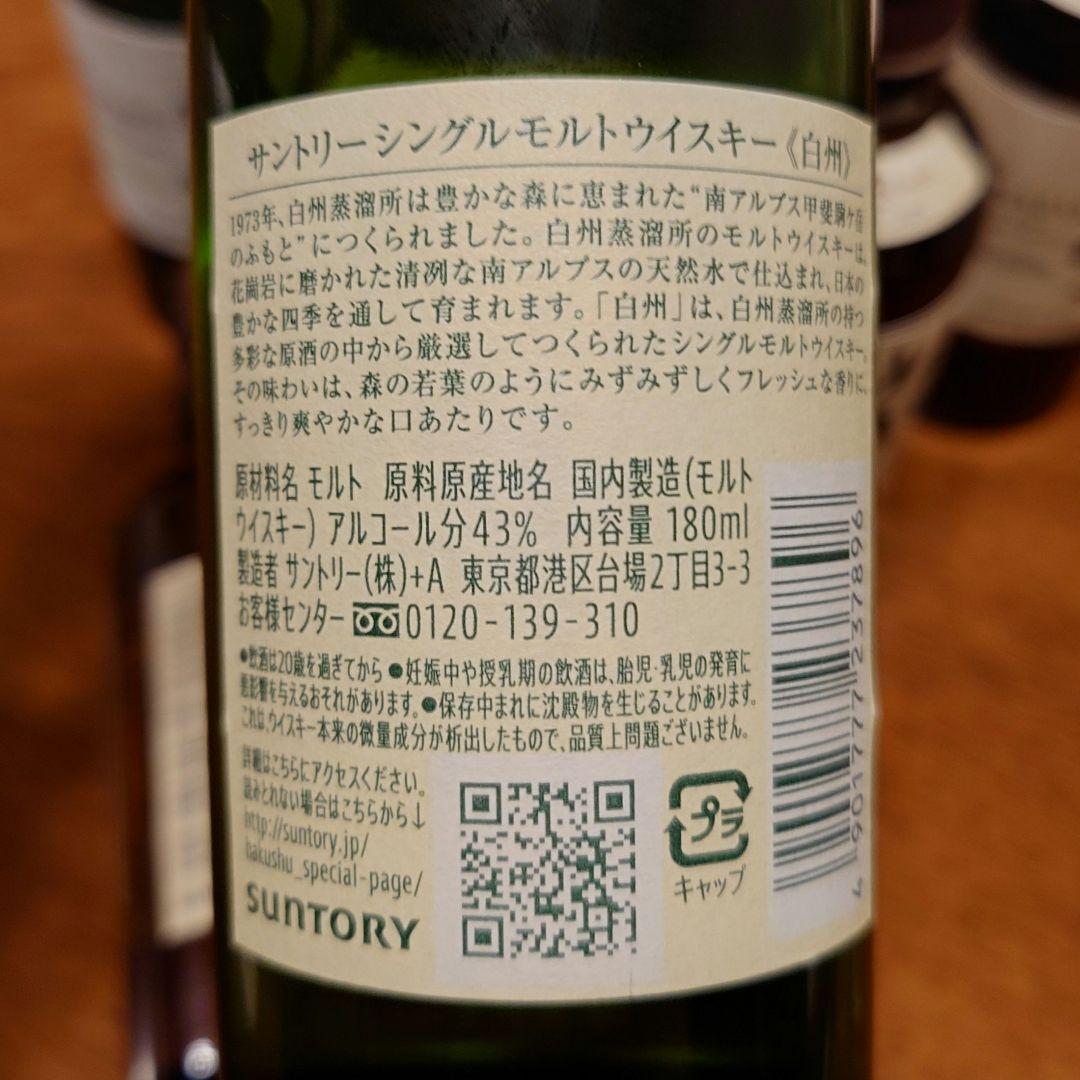 サントリーシングルモルトウイスキー《白州》
1973年、白州蒸溜所は豊かな森に恵まれた“南アルプス甲斐駒ケ岳
のふもと”につくられました。白州蒸溜所のモルトウイスキーは、
花崗岩に磨かれた清冽な南アルプスの天然水で仕込まれ、日本の
豊かな四季を通して育まれます。「白州」は、白州蒸溜所の持つ
多彩な原酒の中から厳選してつくられたシングルモルトウイスキー。
その味わいは、森の若葉のようにみずみずしくフレッシュな香りに、
すっきり爽やかな口あたりです。
原材料名 モルト 原料原産地名 国内製造(モルト
ウイスキー) アルコール分43% 内容量 180ml
製造者 サントリー(株)+A 東京都港区台場2丁目3-3
お客様センター 0120-139-310
●飲酒は20歳を過ぎてから ●妊娠中や授乳期の飲酒は、胎児・乳児の発育に
悪影響を与えるおそれがあります。●保存中まれに沈殿物を生じることがあります。
これは、ウイスキー本来の微量成分が析出したもので、品質上問題ございません。
詳細はこちらにアクセスください。
読みとれない場合はこちらから↓
http://suntory.jp/
hakushu_special-page/
SUNTORY
プラ
キャップ
4 901777 237896